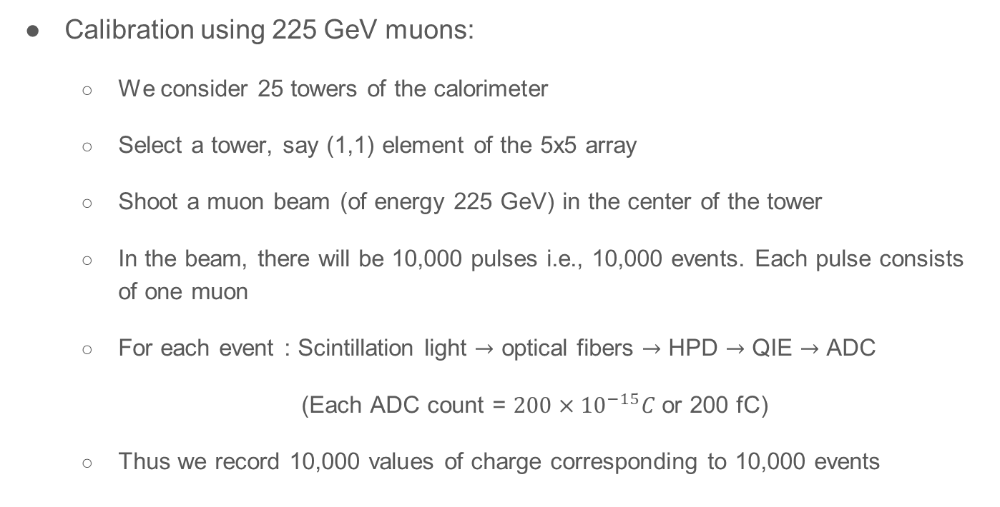 ● Calibration using 225 GeV muons:
○ We consider 25 towers of the calorimeter
○ Select a tower, say (1,1) element of the 5x5 array
○ Shoot a muon beam (of energy 225 GeV) in the center of the tower
○ In the beam, there will be 10,000 pulses i.e., 10,000 events. Each pulse consists
of one muon
○ For each event : Scintillation light → optical fibers → HPD → QIE → ADC
(Each ADC count = 200 × 10⁻¹⁵C or 200 fC)
○ Thus we record 10,000 values of charge corresponding to 10,000 events